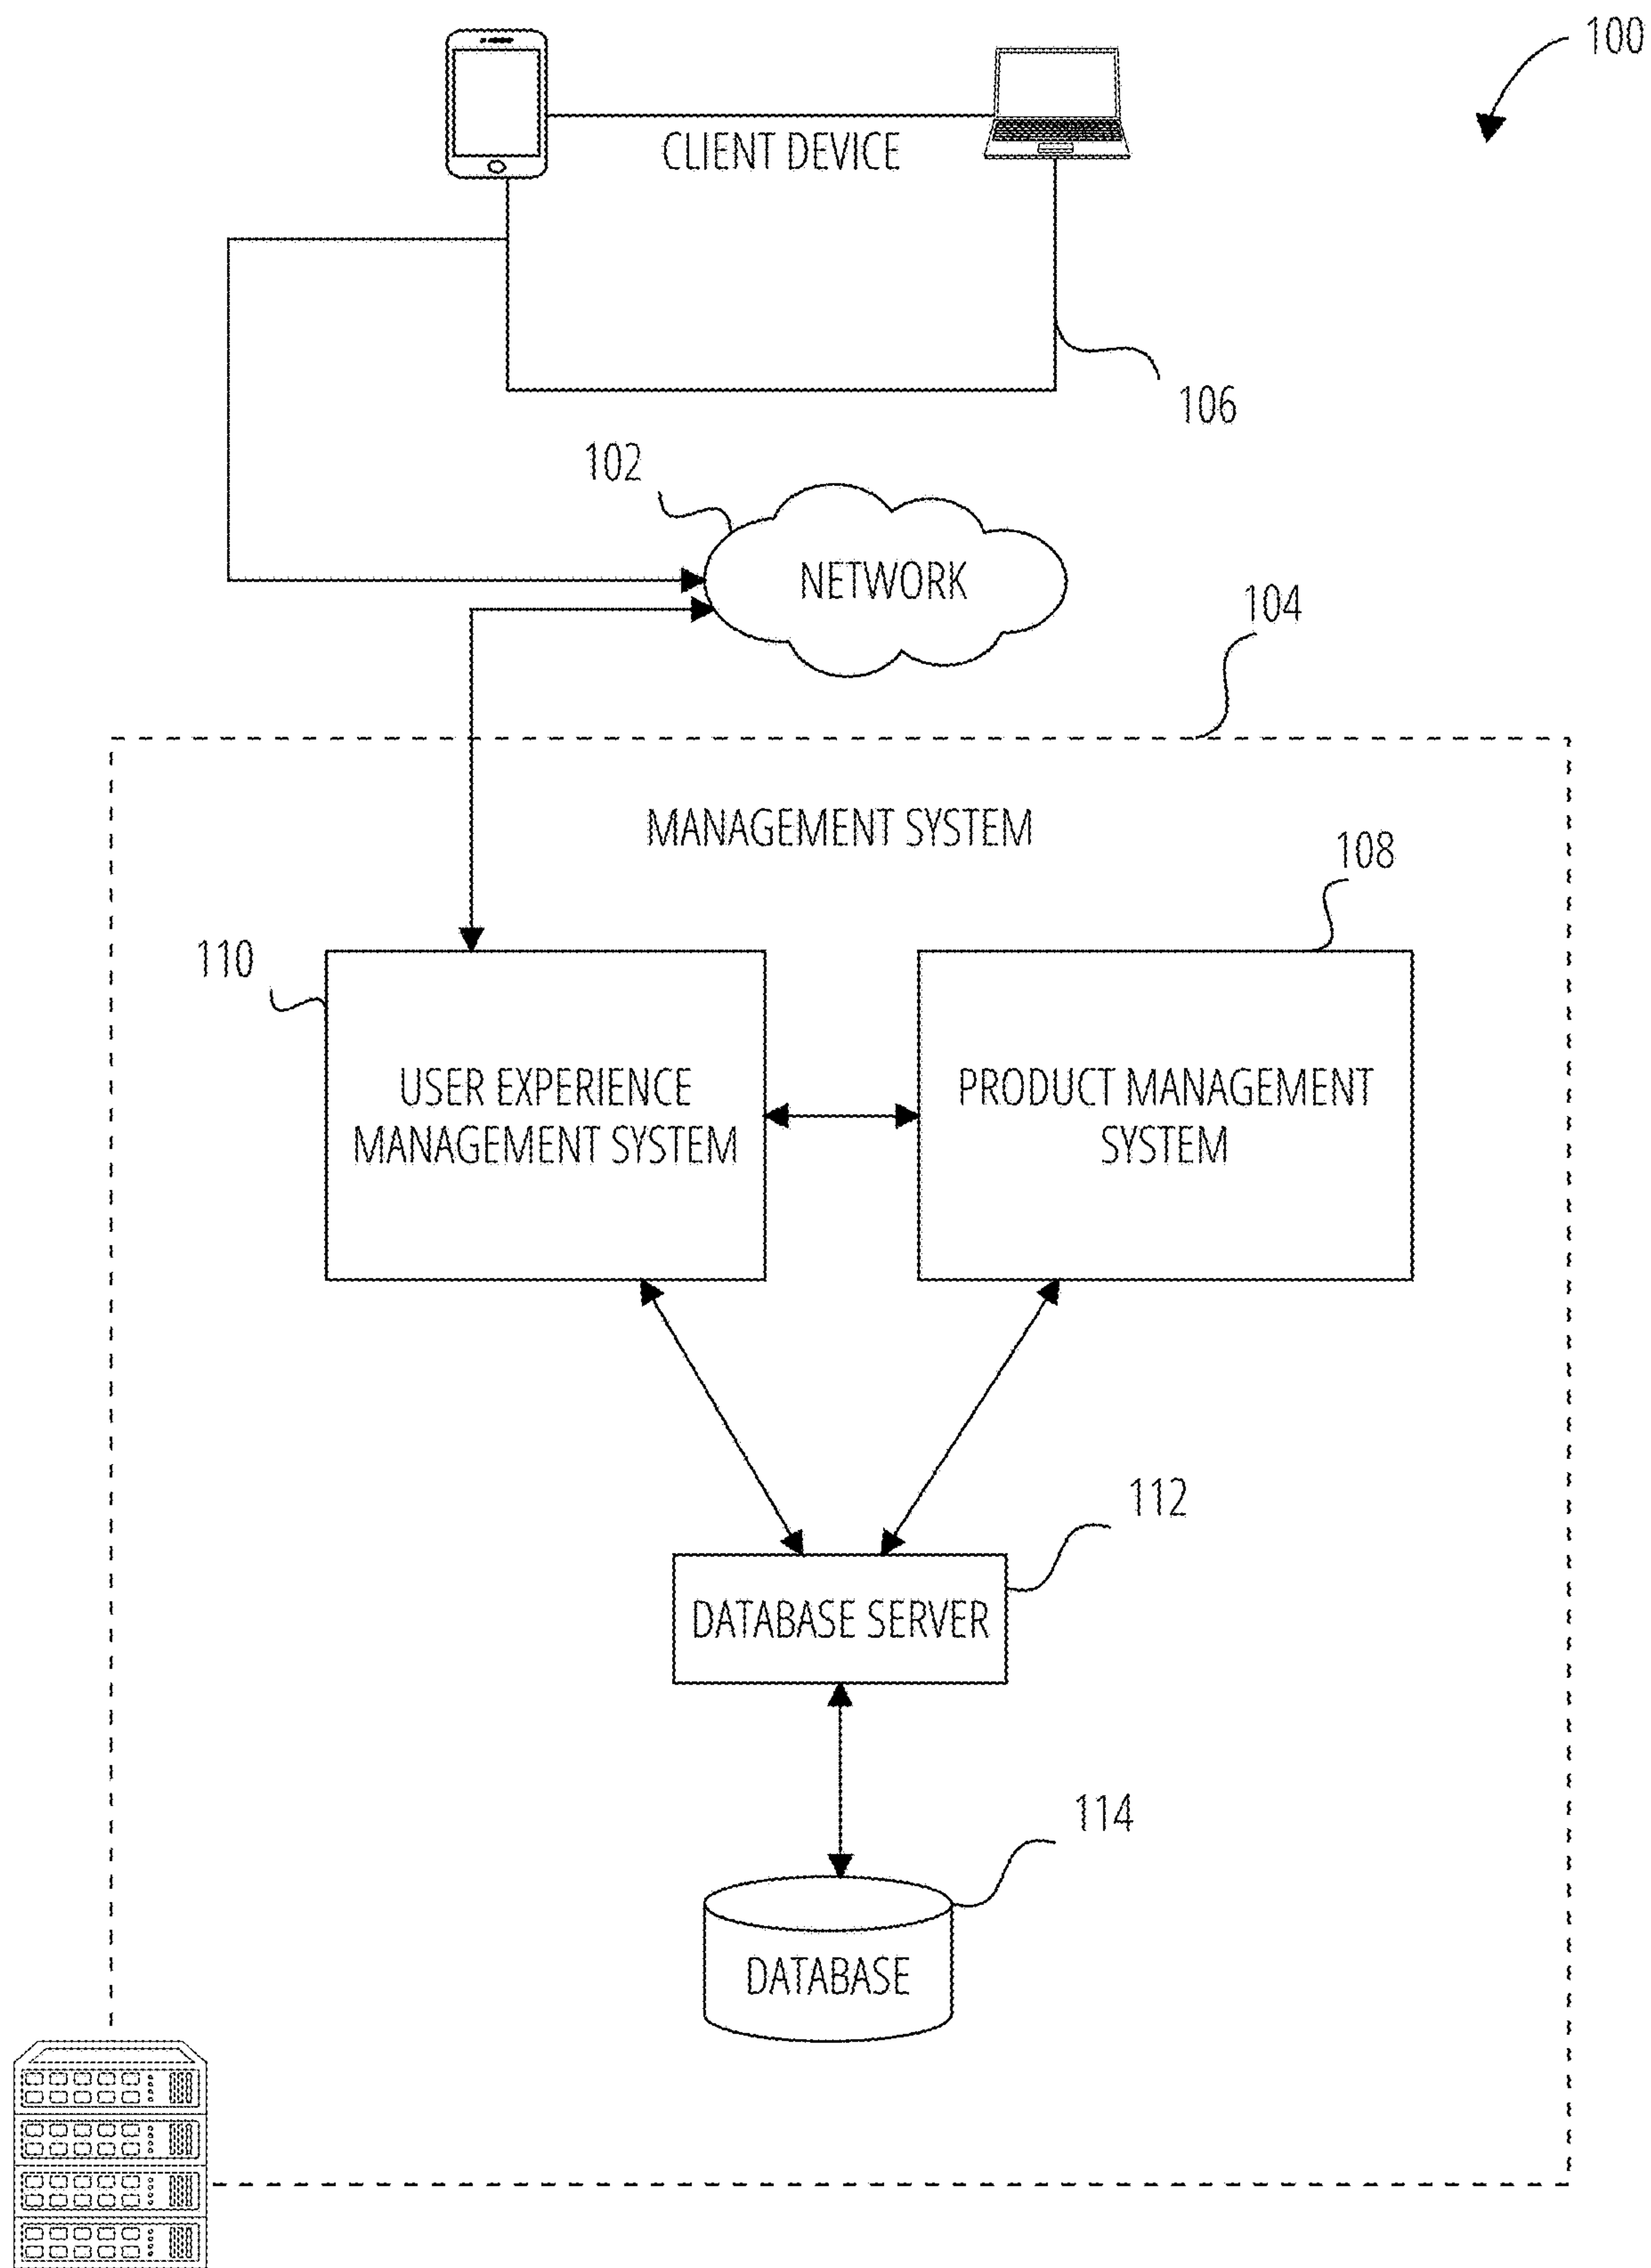 100
CLIENT DEVICE
106
102
NETWORK
104
MANAGEMENT SYSTEM
108
110
USER EXPERIENCE
MANAGEMENT SYSTEM
PRODUCT MANAGEMENT
SYSTEM
112
DATABASE SERVER
114
DATABASE